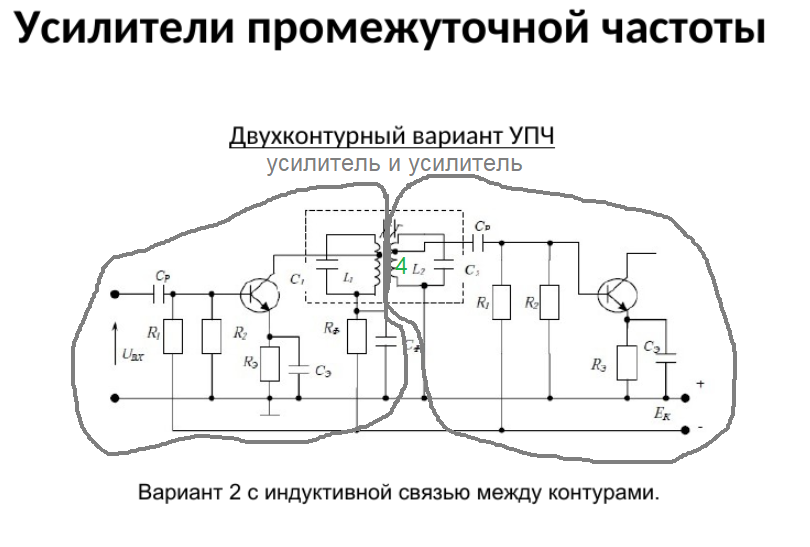 Усилители промежуточной частоты
Двухконтурный вариант УПЧ
усилитель и усилитель
Cр
C1
L1
4
L2
C3
Cр
Cр
R1
R2
Uвх
Rэ
Cэ
Rф
R1
R2
Rэ
Cэ
+
Eк
-
Вариант 2 с индуктивной связью между контурами.